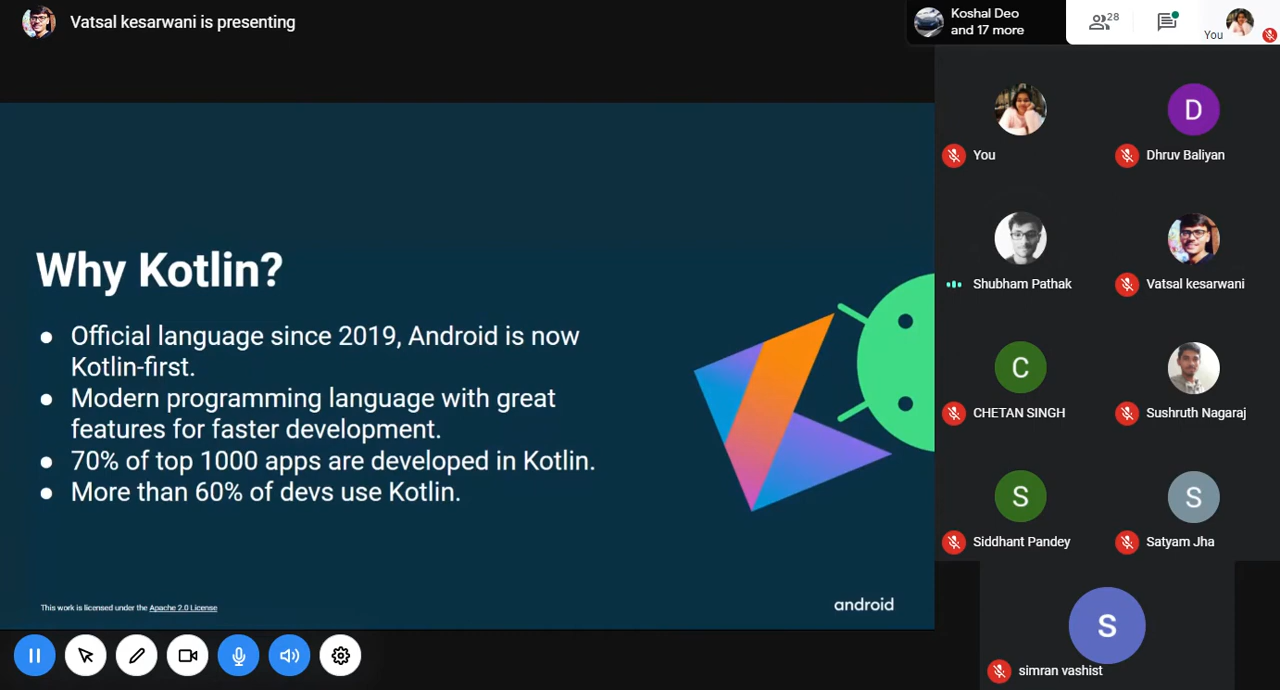 Vatsal kesarwani is presenting
Koshal Deo
and 17 more
28
You
Why Kotlin?
● Official language since 2019, Android is now
Kotlin-first.
● Modern programming language with great
features for faster development.
● 70% of top 1000 apps are developed in Kotlin.
● More than 60% of devs use Kotlin.
This work is licensed under the Apache 2.0 License
android
You
D
Dhruv Baliyan
Shubham Pathak
Vatsal kesarwani
C
CHETAN SINGH
Sushruth Nagaraj
S
Siddhant Pandey
S
Satyam Jha
S
simran vashist